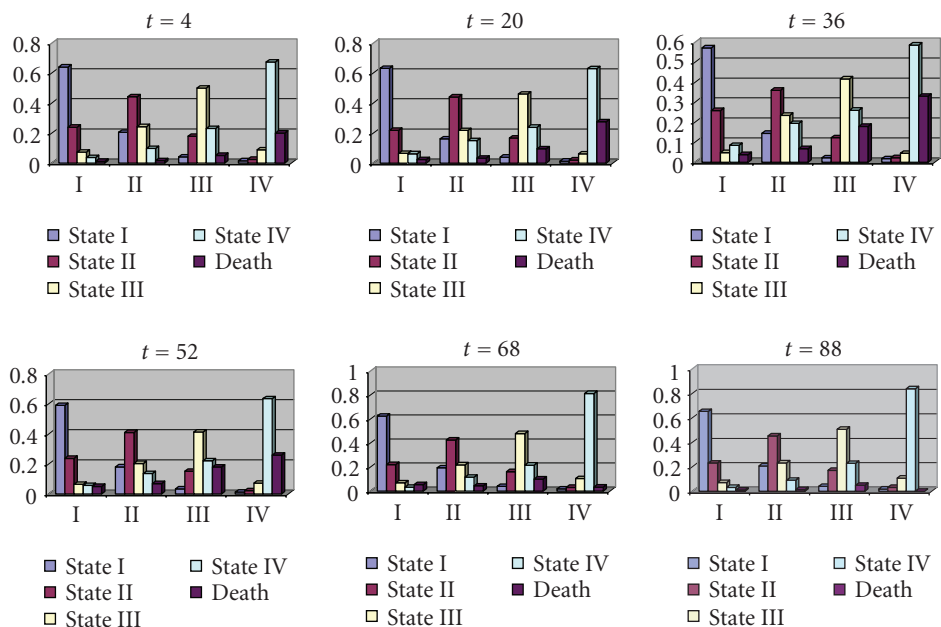 t = 4
0.8
0.6
0.4
0.2
0
I II III IV
State I State IV
State II Death
State III
t = 20
0.8
0.6
0.4
0.2
0
I II III IV
State I State IV
State II Death
State III
t = 36
0.6
0.5
0.4
0.3
0.2
0.1
0
I II III IV
State I State IV
State II Death
State III
t = 52
0.8
0.6
0.4
0.2
0
I II III IV
State I State IV
State II Death
State III
t = 68
1
0.8
0.6
0.4
0.2
0
I II III IV
State I State IV
State II Death
State III
t = 88
1
0.8
0.6
0.4
0.2
0
I II III IV
State I State IV
State II Death
State III